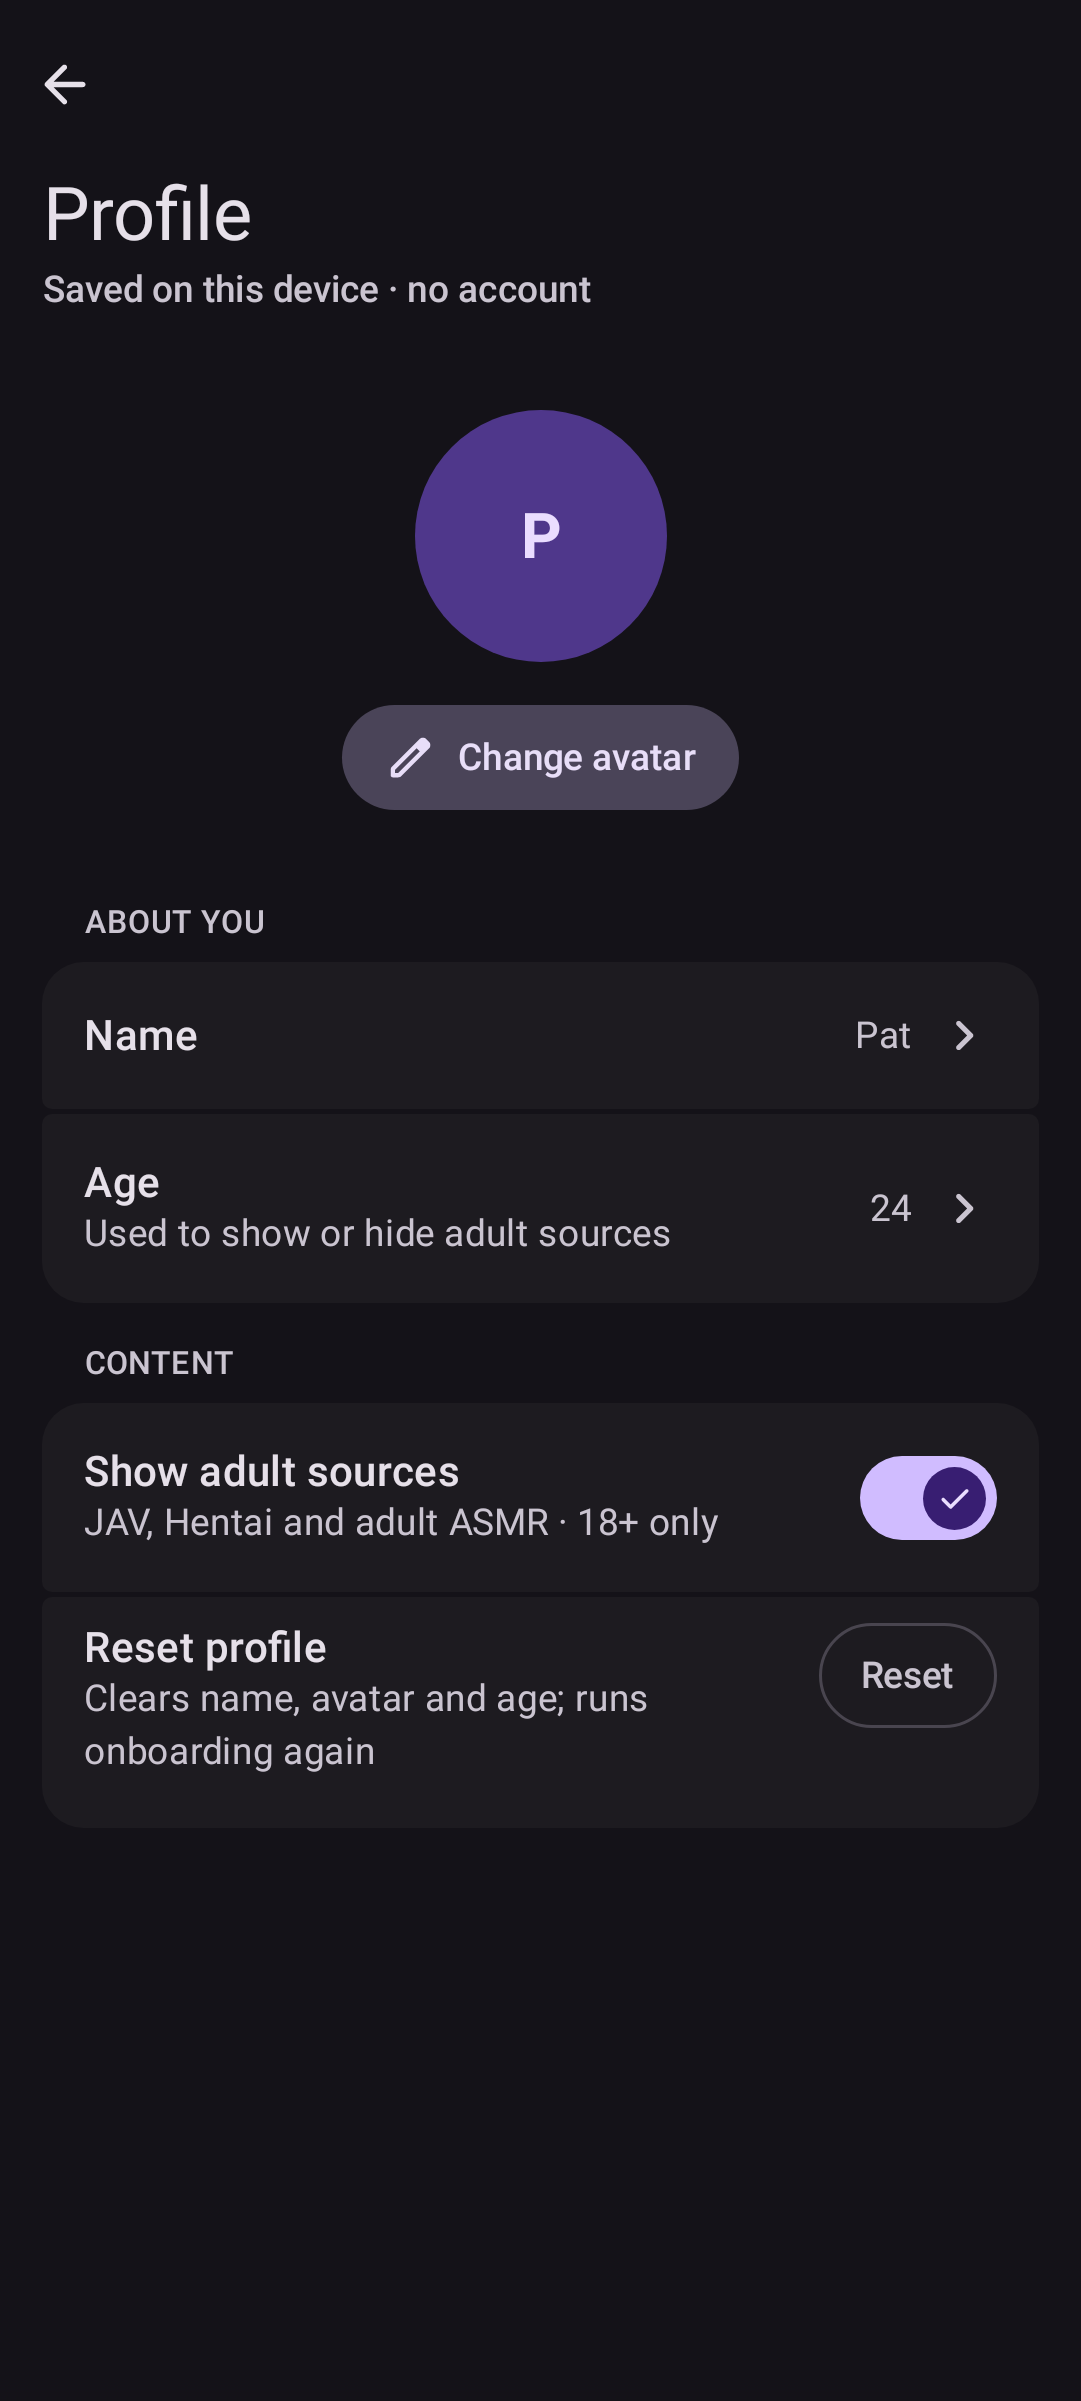 Profile
Saved on this device · no account
P
Change avatar
ABOUT YOU
Name
Pat
Age
Used to show or hide adult sources
24
CONTENT
Show adult sources
JAV, Hentai and adult ASMR · 18+ only
Reset profile
Clears name, avatar and age; runs
onboarding again
Reset